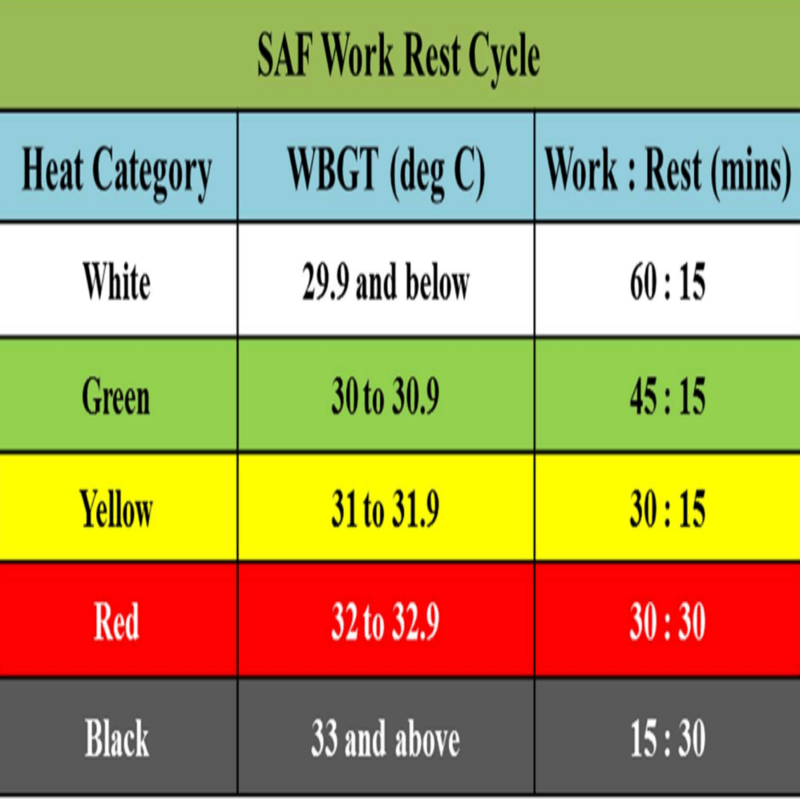 SAF Work Rest Cycle
Heat Category WBGT (deg C) Work : Rest (mins)
White 29.9 and below 60 : 15
Green 30 to 30.9 45 : 15
Yellow 31 to 31.9 30 : 15
Red 32 to 32.9 30 : 30
Black 33 and above 15 : 30